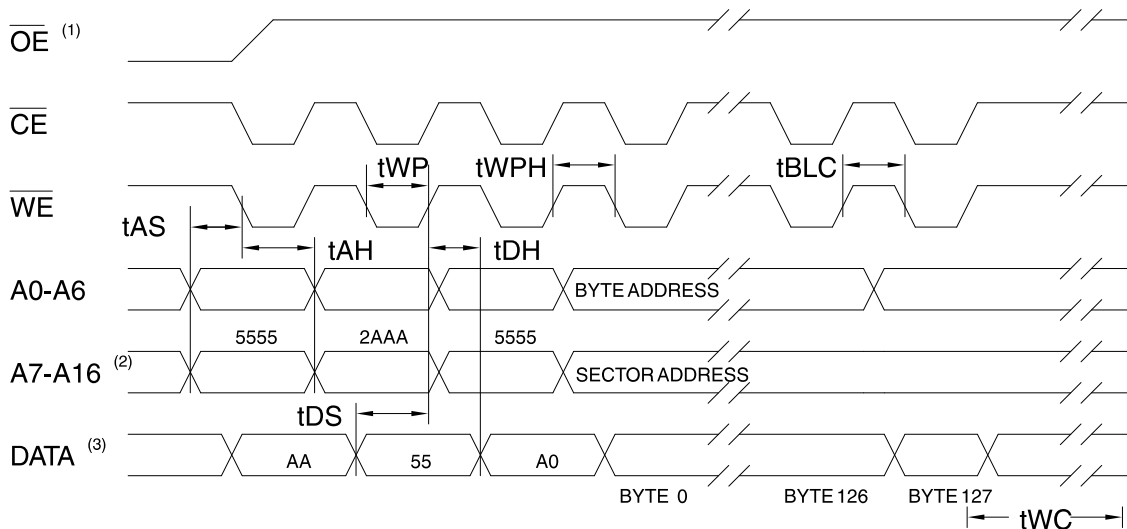 OE (1)
CE
tWP tWPH tBLC
WE
tAS
tAH tDH
A0-A6 BYTE ADDRESS
5555 2AAA 5555
A7-A16 (2) SECTOR ADDRESS
tDS
DATA (3) AA 55 A0
BYTE 0 BYTE 126 BYTE 127
tWC